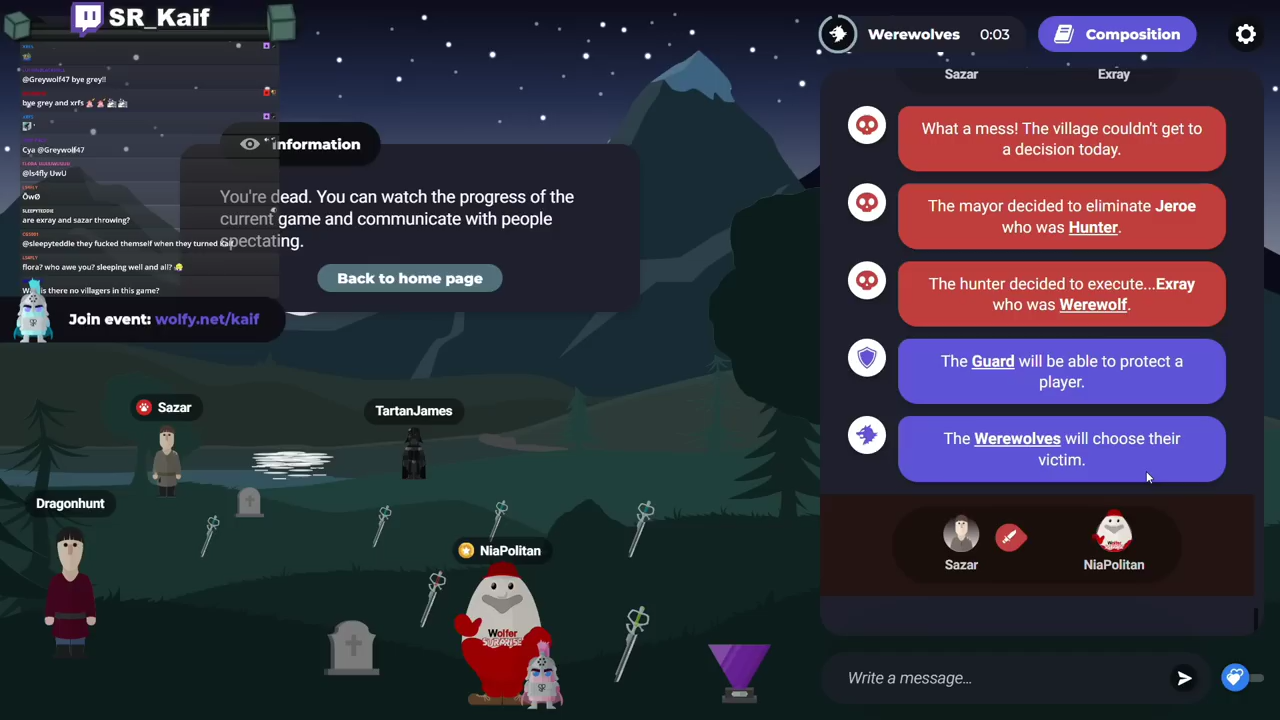 SR_Kaif
@Greywolf47 bye grey!!
bye grey and xrfs
Cya @Greywolf47
@ls4fly UwU
ÖwØ
SLEEPYTEDDIE
are exray and sazar throwing?
@sleepyteddie they fucked themself when they turned
flora? who awe you? sleeping well and all?
is there no villagers in this game?
Join event: wolfy.net/kaif
Information
You're dead. You can watch the progress of the
current game and communicate with people
spectating.
Back to home page
Sazar
TartanJames
Dragonhunt
NiaPolitan
Wolfer
SURPRISE
Werewolves
0:03
Composition
Sazar
Exray
What a mess! The village couldn't get to
a decision today.
The mayor decided to eliminate Jeroe
who was Hunter.
The hunter decided to execute...Exray
who was Werewolf.
The Guard will be able to protect a
player.
The Werewolves will choose their
victim.
Sazar
NiaPolitan
Write a message...